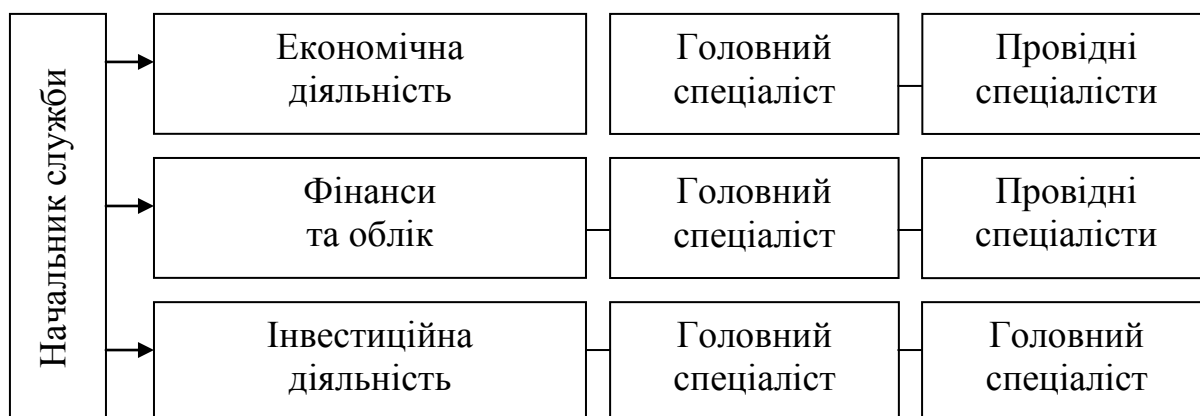 Начальник служби
Економічна
діяльність
Головний
спеціаліст
Провідні
спеціалісти
Фінанси
та облік
Головний
спеціаліст
Провідні
спеціалісти
Інвестиційна
діяльність
Головний
спеціаліст
Головний
спеціаліст